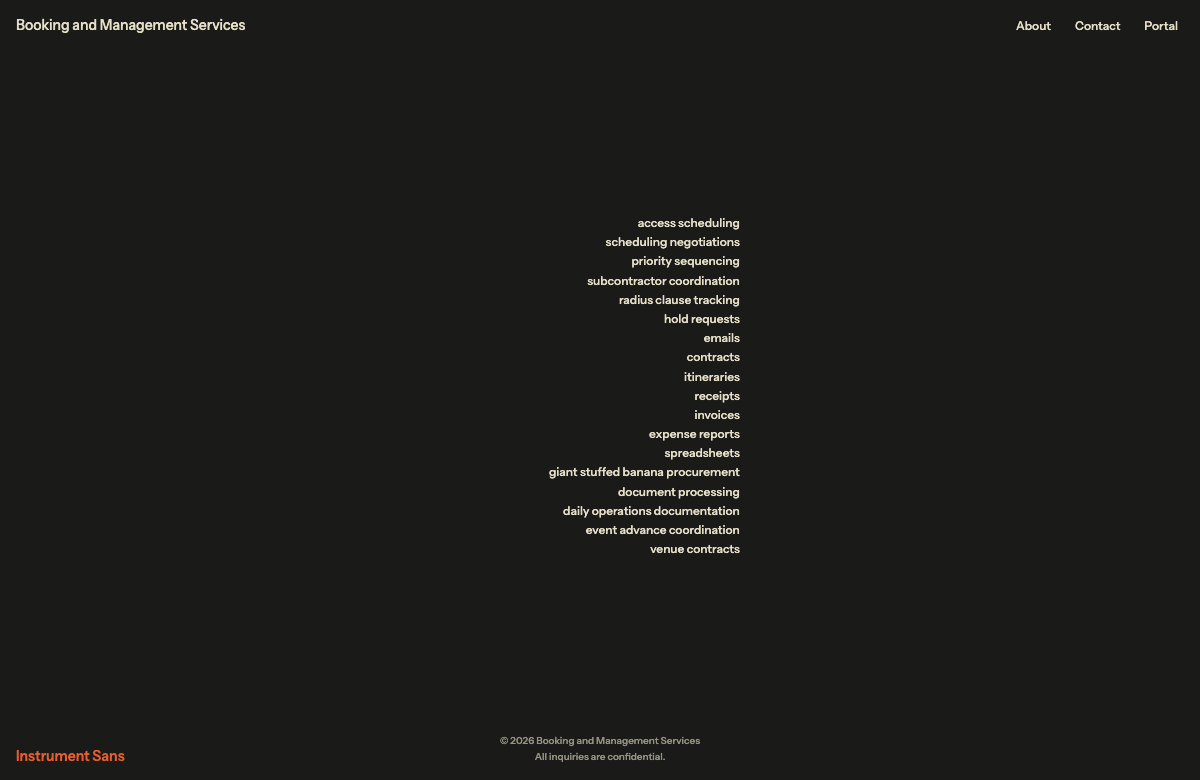 Booking and Management Services
About
Contact
Portal
access scheduling
scheduling negotiations
priority sequencing
subcontractor coordination
radius clause tracking
hold requests
emails
contracts
itineraries
receipts
invoices
expense reports
spreadsheets
giant stuffed banana procurement
document processing
daily operations documentation
event advance coordination
venue contracts
© 2026 Booking and Management Services
All inquiries are confidential.
Instrument Sans